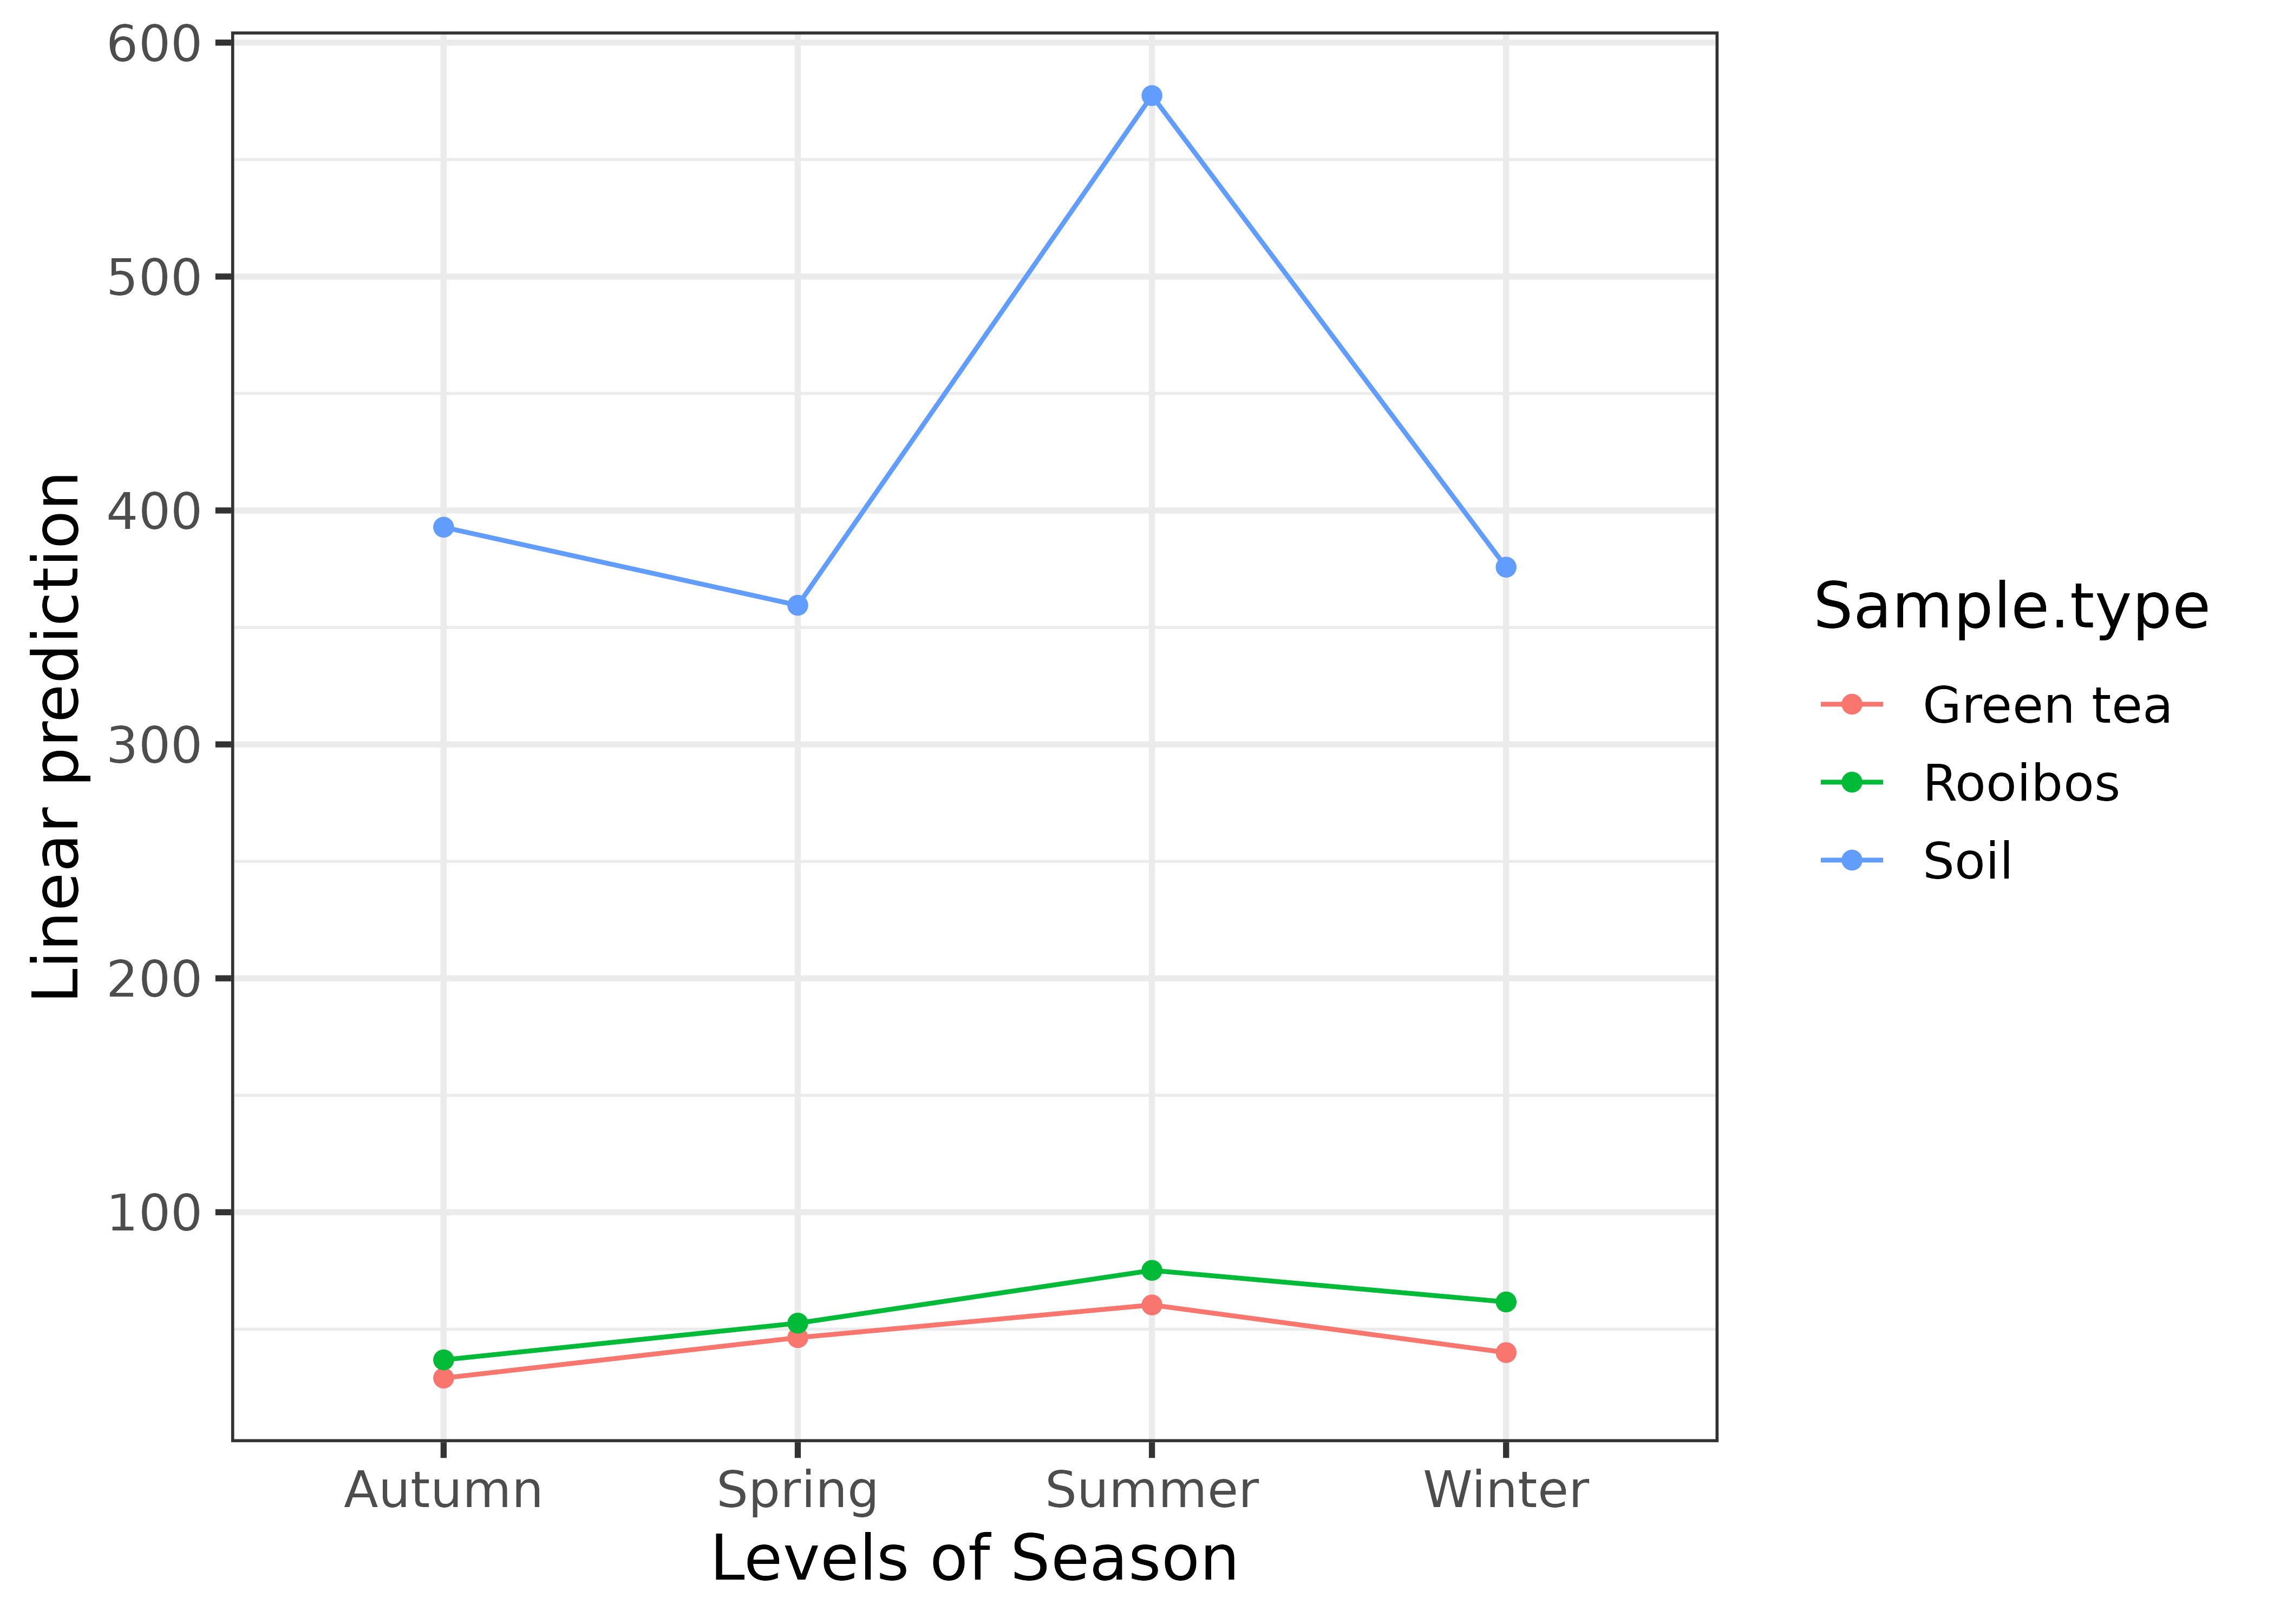 600
500
400
300
200
100
Linear prediction
Autumn Spring Summer Winter
Levels of Season
Sample.type
Green tea
Rooibos
Soil